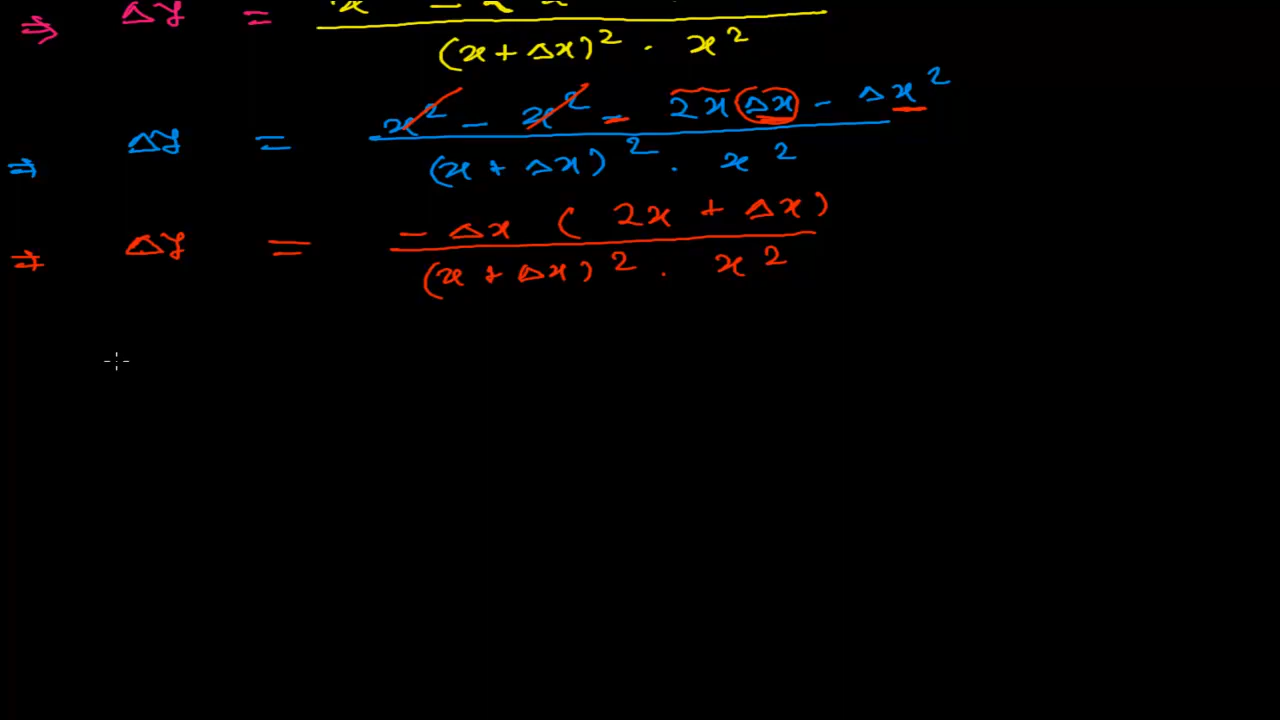 ⇒ Δy =
(x + Δx)² · x²
Δy = x² - x² - 2x Δx - Δx²
⇒ (x + Δx)² · x²
Δy = - Δx ( 2x + Δx )
⇒ (x + Δx)² · x²